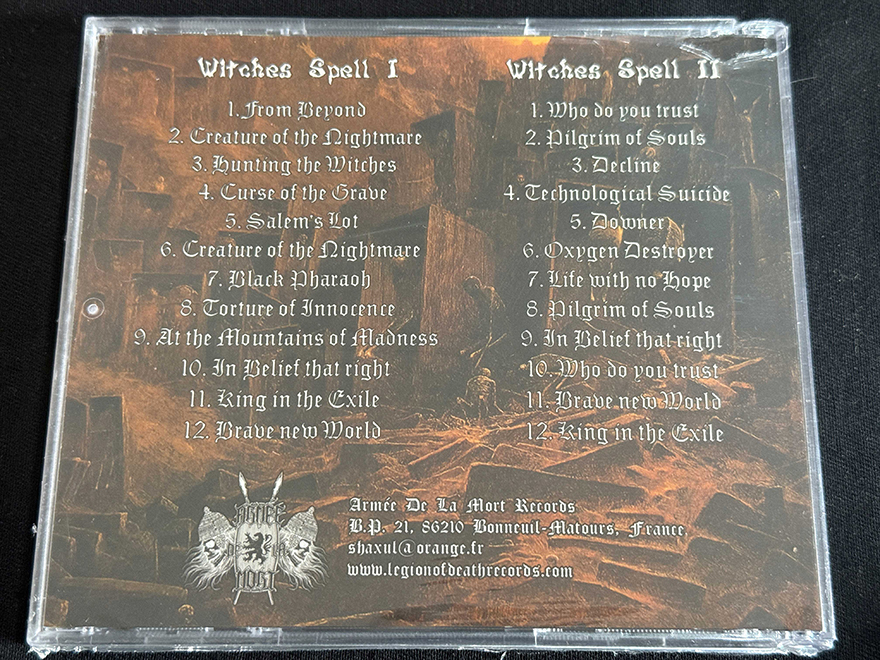 Witches Spell I
1. From Beyond
2. Creature of the Nightmare
3. Hunting the Witches
4. Curse of the Grave
5. Salem's Lot
6. Creature of the Nightmare
7. Black Pharaoh
8. Torture of Innocence
9. At the Mountains of Madness
10. In Belief that right
11. King in the Exile
12. Brave new World
Witches Spell II
1. Who do you trust
2. Pilgrim of Souls
3. Decline
4. Technological Suicide
5. Downer
6. Oxygen Destroyer
7. Life with no Hope
8. Pilgrim of Souls
9. In Belief that right
10. Who do you trust
11. Brave new World
12. King in the Exile
ARMEE
DE LA
MORT
Armée De La Mort Records
B.P. 21, 86210 Bonneuil-Matours, France
shaxul@orange.fr
www.legionofdeathrecords.com